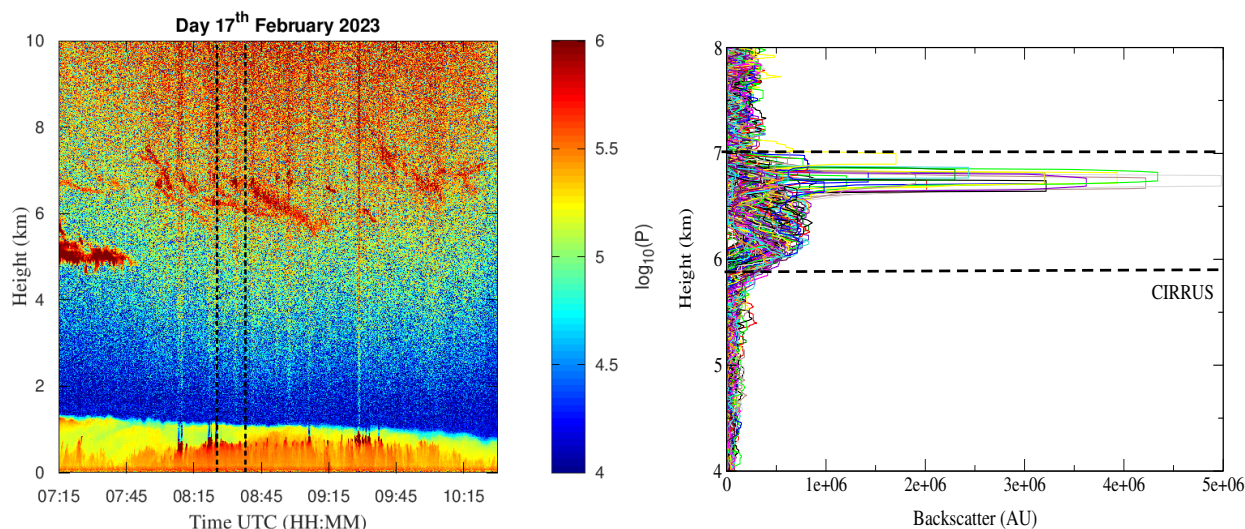 Day 17th February 2023
10
8
6
4
2
0
Height (km)
07:15 07:45 08:15 08:45 09:15 09:45 10:15
Time UTC (HH:MM)
6
5.5
5
4.5
4
log10(P)
8
7
6
5
4
Height (km)
CIRRUS
0 1e+06 2e+06 3e+06 4e+06 5e+06
Backscatter (AU)